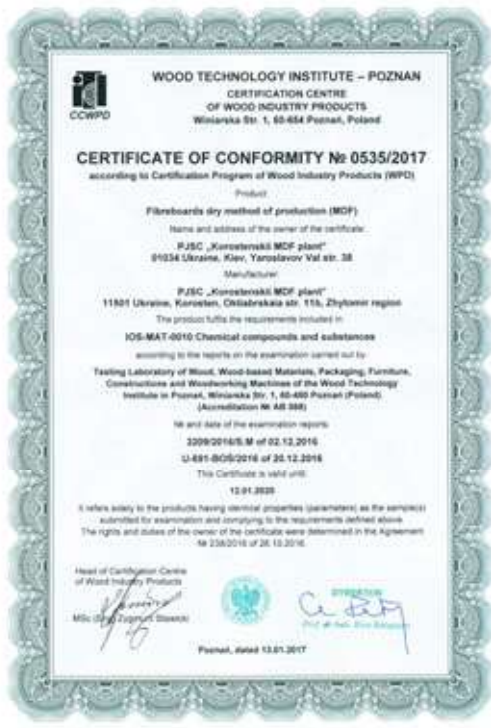 CCWPD
WOOD TECHNOLOGY INSTITUTE – POZNAN
CERTIFICATION CENTRE
OF WOOD INDUSTRY PRODUCTS
Winiarska Str. 1, 60-654 Poznań, Poland
CERTIFICATE OF CONFORMITY № 0535/2017
according to Certification Program of Wood Industry Products (WPD)
Product
Fibreboards dry method of production (MDF)
Name and address of the owner of the certificate:
PJSC „Korostenskii MDF plant”
01034 Ukraine, Kiev, Yaroslavov Val str. 38
Manufacturer:
PJSC „Korostenskii MDF plant”
11501 Ukraine, Korosten, Oktiabrskaia str. 11b, Zhytomir region
The product fulfils the requirements included in
IOS-MAT-0010 Chemical compounds and substances
according to the reports on the examination carried out by
Testing Laboratory of Wood, Wood-based Materials, Packaging, Furniture,
Constructions and Woodworking Machines of the Wood Technology
Institute in Poznań, Winiarska Str. 1, Poznań (Poland)
(Accreditation № AB 088)
№ and date of the examination reports:
2209/2016/S.M of 02.12.2016
U-691-BOS/2016 of 20.12.2016
This Certificate is valid until:
12.01.2020
It refers solely to the products having identical properties (parameters) as the sample(s)
submitted for examination and complying to the requirements defined above.
The rights and duties of the owner of the certificate were determined in the Agreement
№ 238/2016 of 26.10.2016.
Head of Certification Centre
of Wood Industry Products
MSc (Eng) Zygmunt Stawicki
DYREKTOR
Poznań, dated 13.01.2017